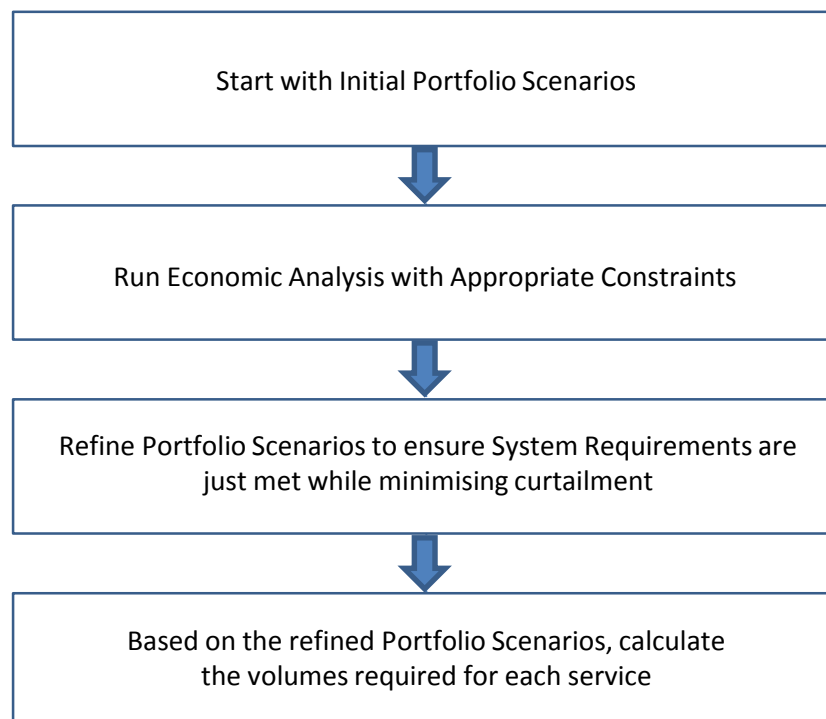 Start with Initial Portfolio Scenarios
Run Economic Analysis with Appropriate Constraints
Refine Portfolio Scenarios to ensure System Requirements are
just met while minimising curtailment
Based on the refined Portfolio Scenarios, calculate
the volumes required for each service